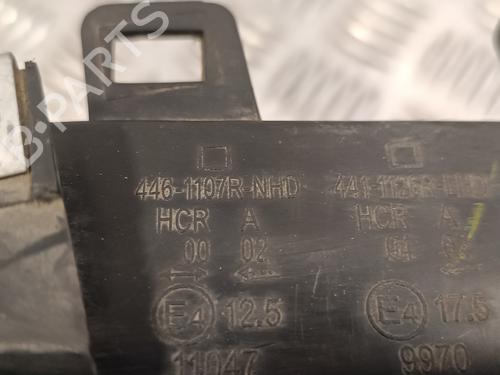 446-1107R-NHD
HCR A
00 02
E4 12.5
11047
HCR A
E4 17.5
9970
B-PARTS